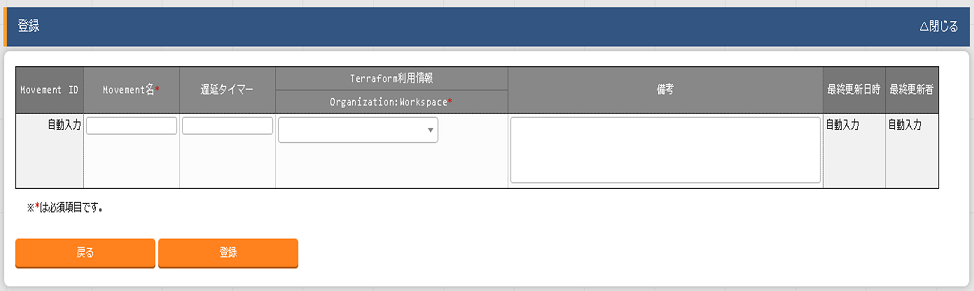 登録
△閉じる
Movement ID
Movement名*
遅延タイマー
Terraform利用情報
Organization:Workspace*
備考
最終更新日時
最終更新者
自動入力
自動入力
自動入力
※*は必須項目です。
戻る
登録